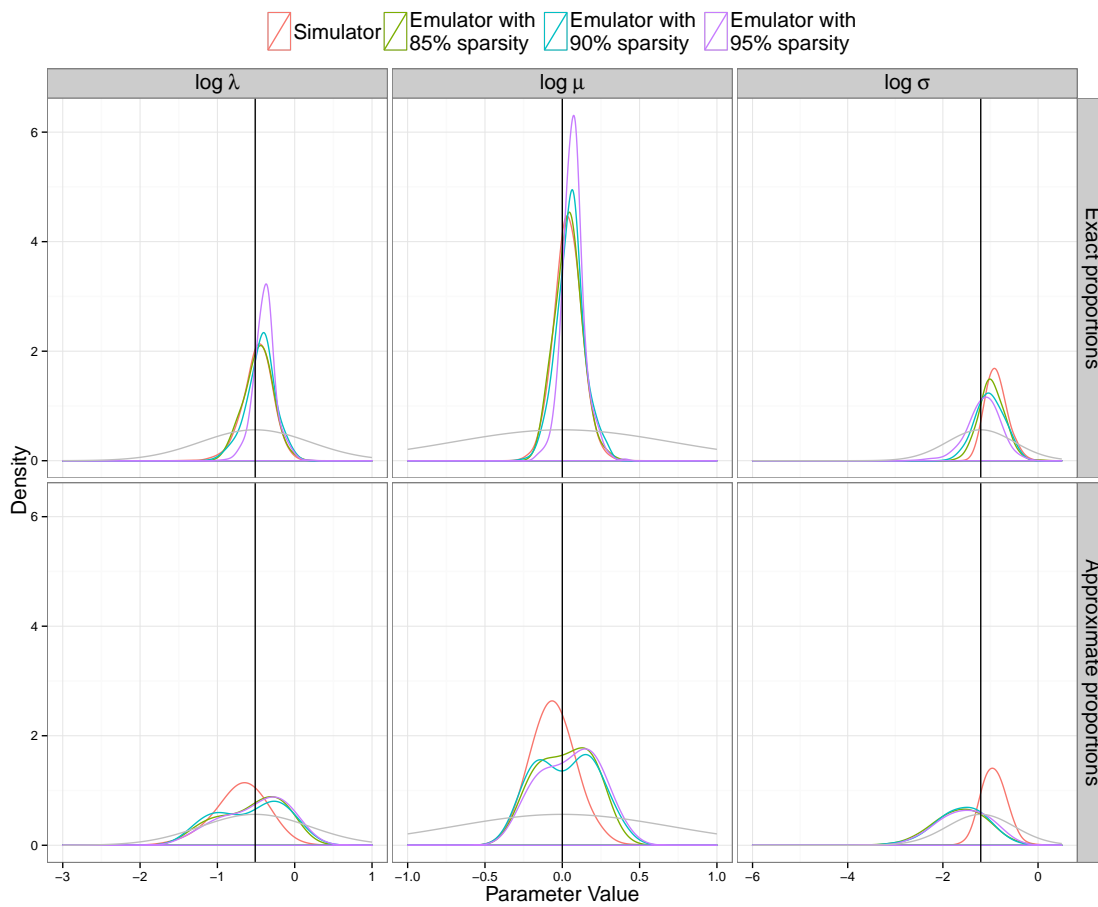 Simulator
Emulator with
85% sparsity
Emulator with
90% sparsity
Emulator with
95% sparsity
log λ
log μ
log σ
6
4
2
0
Exact proportions
Density
6
4
2
0
Approximate proportions
−3 −2 −1 0 1
−1.0 −0.5 0.0 0.5 1.0
−6 −4 −2 0
Parameter Value